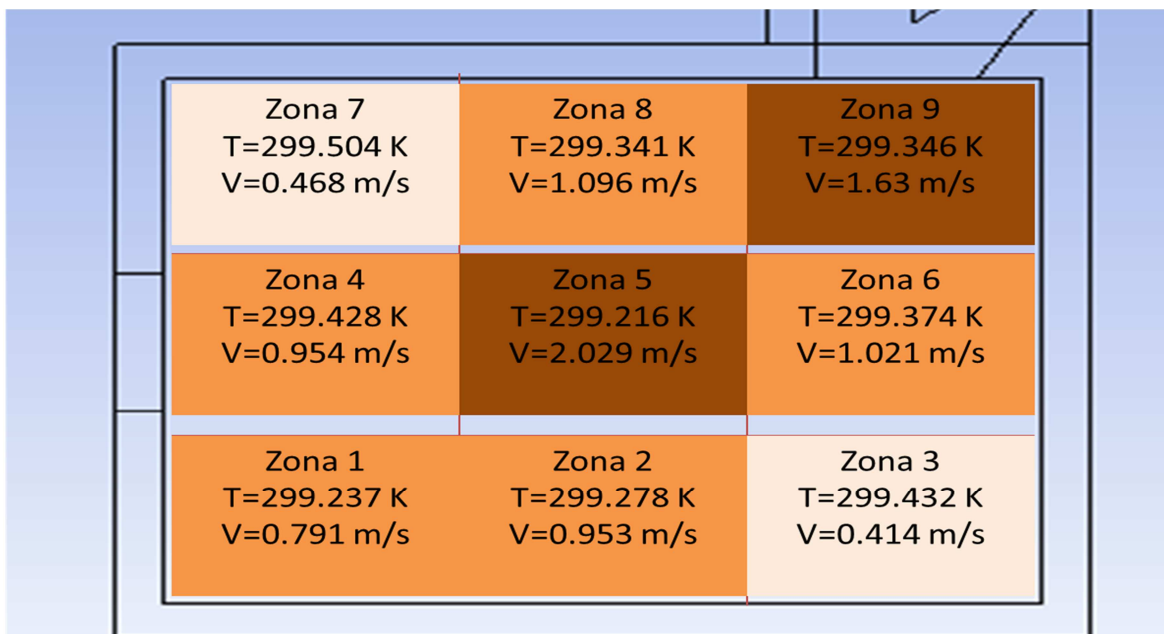 Zona 7
T=299.504 K
V=0.468 m/s
Zona 8
T=299.341 K
V=1.096 m/s
Zona 9
T=299.346 K
V=1.63 m/s
Zona 4
T=299.428 K
V=0.954 m/s
Zona 5
T=299.216 K
V=2.029 m/s
Zona 6
T=299.374 K
V=1.021 m/s
Zona 1
T=299.237 K
V=0.791 m/s
Zona 2
T=299.278 K
V=0.953 m/s
Zona 3
T=299.432 K
V=0.414 m/s